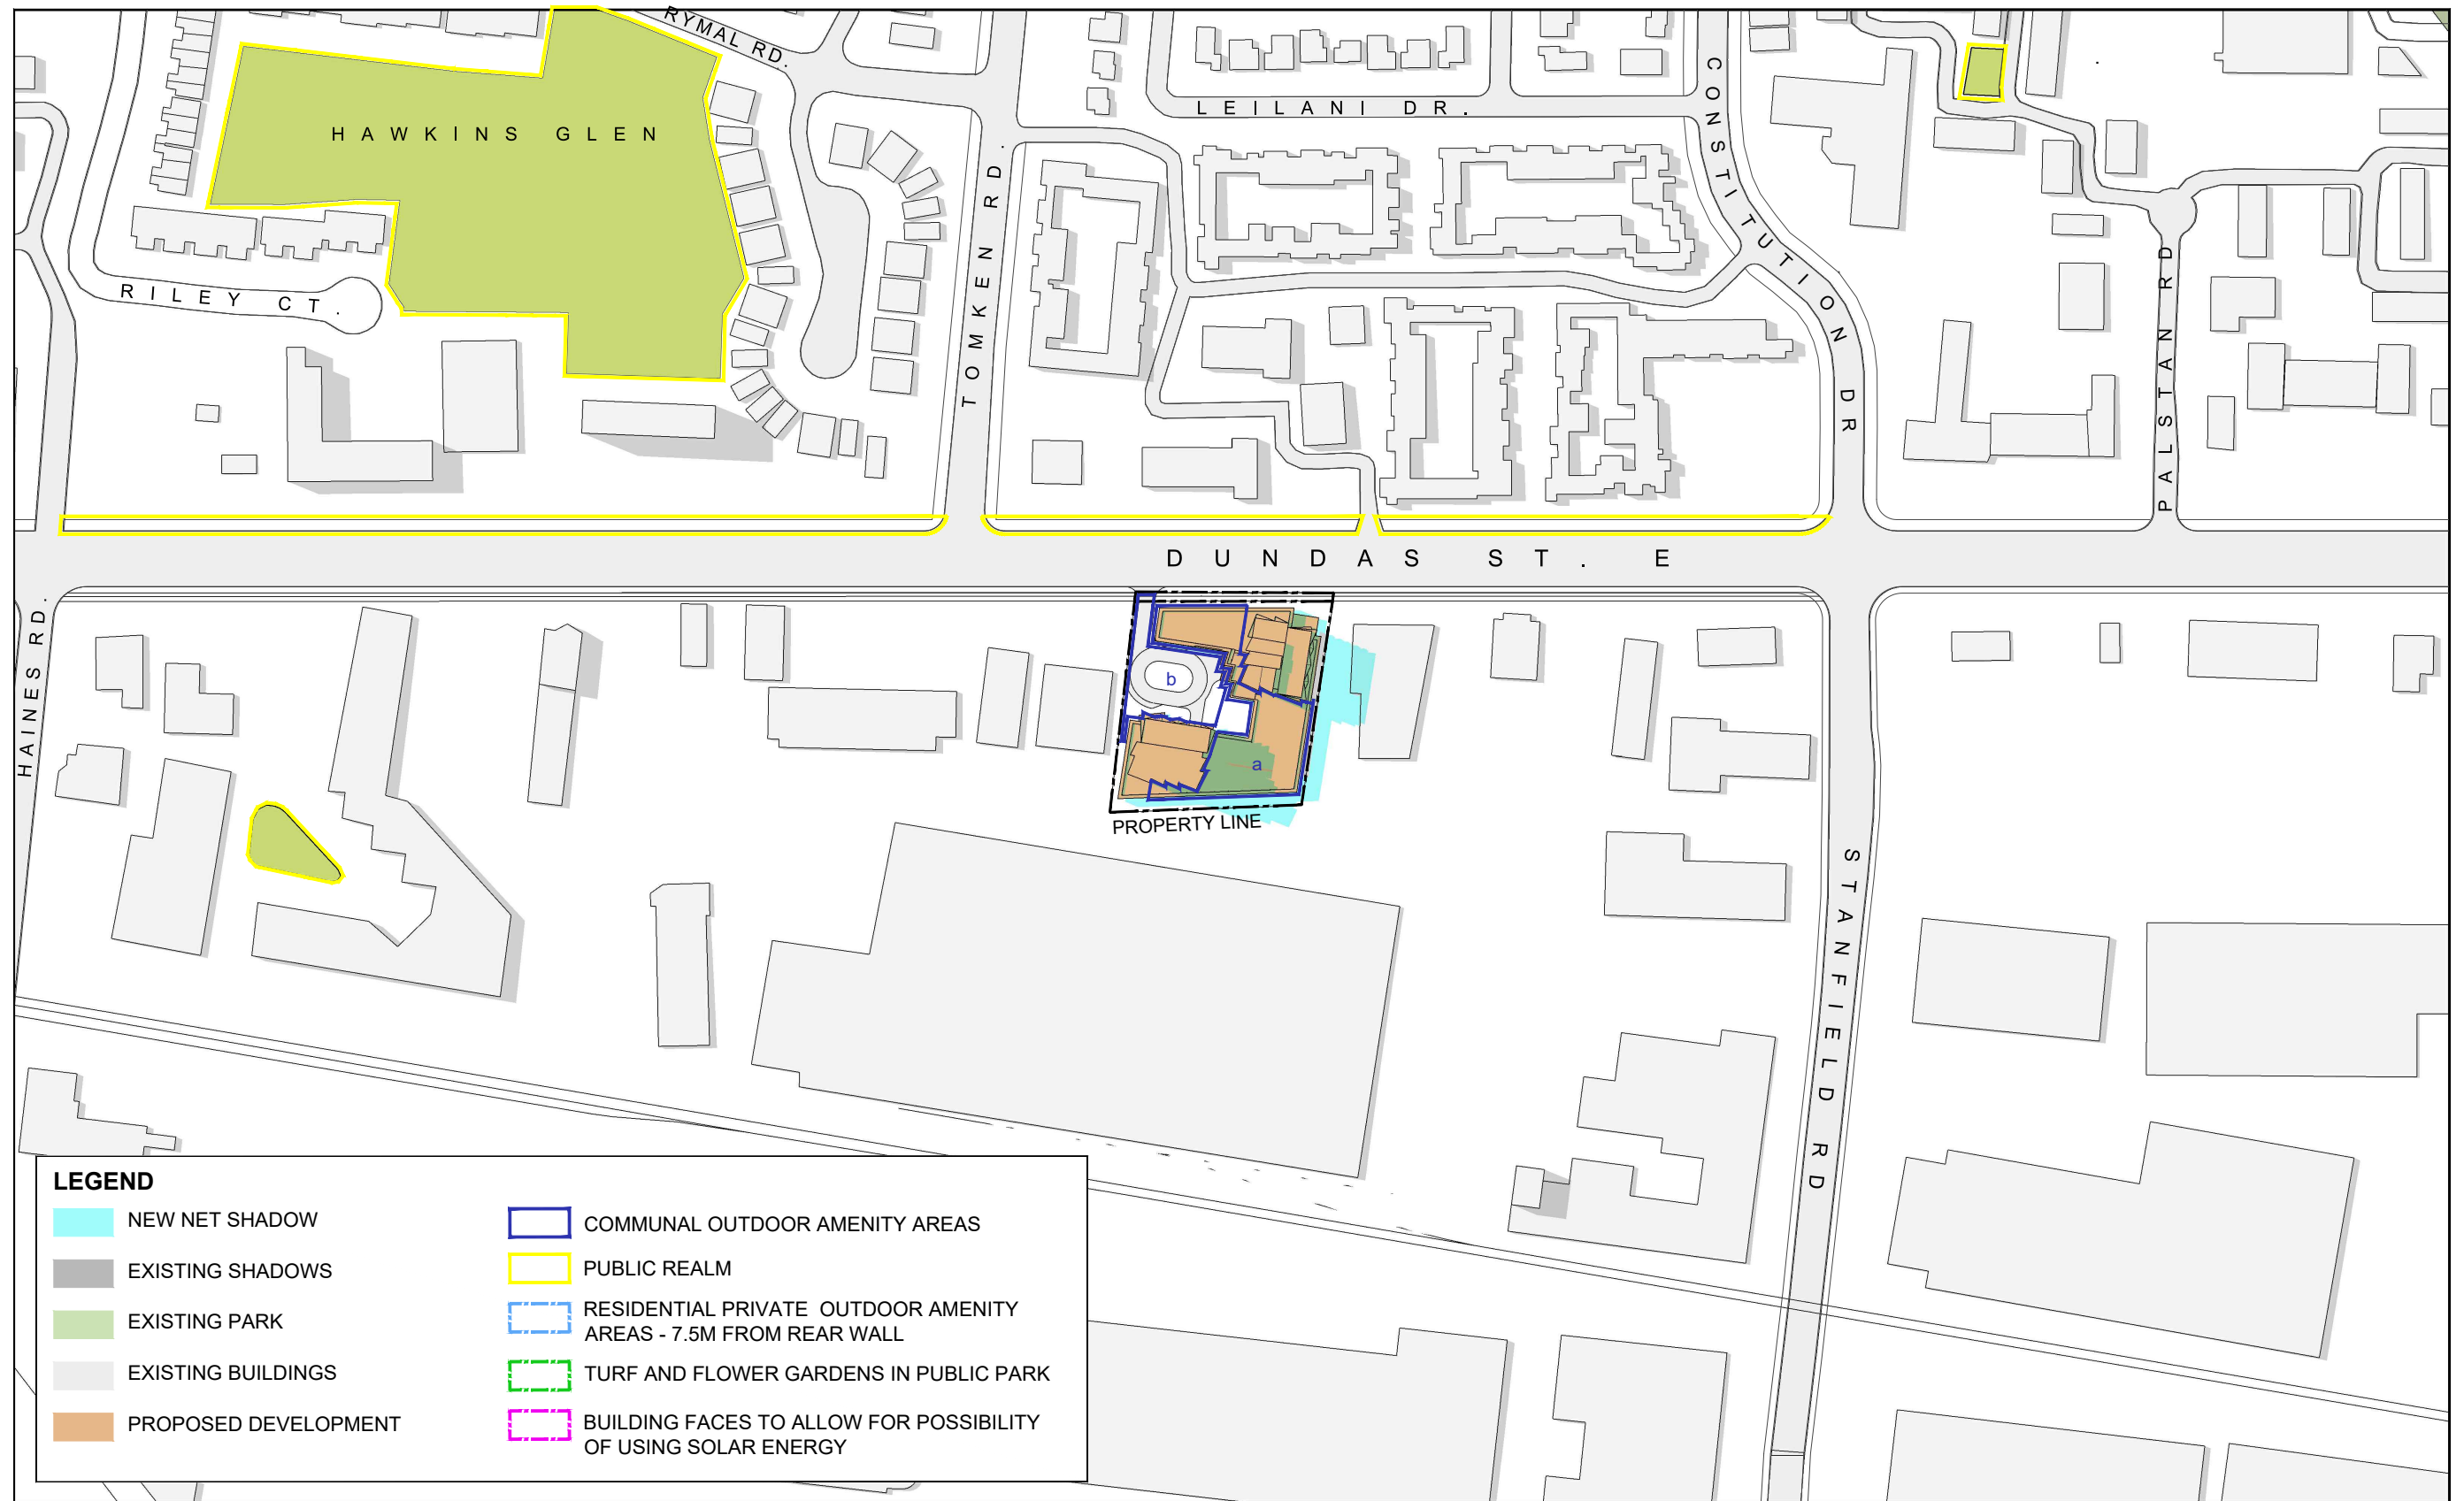 RYMAL RD.
HAWKINS GLEN
LEILANI DR.
CONSTITUTION DR
TOMKEN RD.
RILEY CT.
PALSTAN RD
DUNDAS ST. E
HAINES RD.
b
a
PROPERTY LINE
STANFIELD RD
LEGEND
NEW NET SHADOW
EXISTING SHADOWS
EXISTING PARK
EXISTING BUILDINGS
PROPOSED DEVELOPMENT
COMMUNAL OUTDOOR AMENITY AREAS
PUBLIC REALM
RESIDENTIAL PRIVATE OUTDOOR AMENITY
AREAS - 7.5M FROM REAR WALL
TURF AND FLOWER GARDENS IN PUBLIC PARK
BUILDING FACES TO ALLOW FOR POSSIBILITY
OF USING SOLAR ENERGY